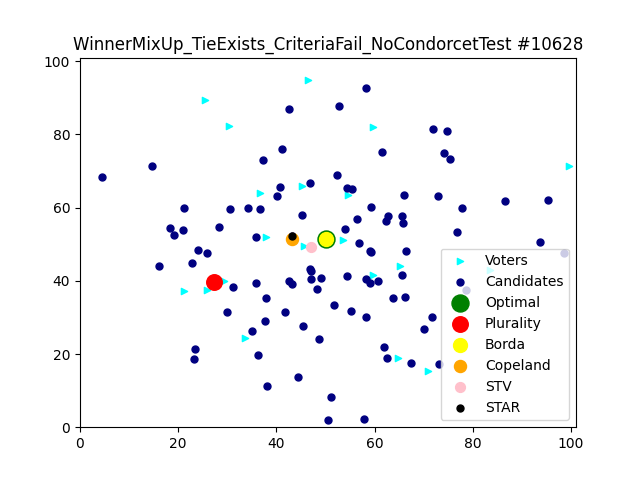 WinnerMixUp_TieExists_CriteriaFail_NoCondorcetTest #10628
100
80
60
40
20
0
0 20 40 60 80 100
Voters
Candidates
Optimal
Plurality
Borda
Copeland
STV
STAR